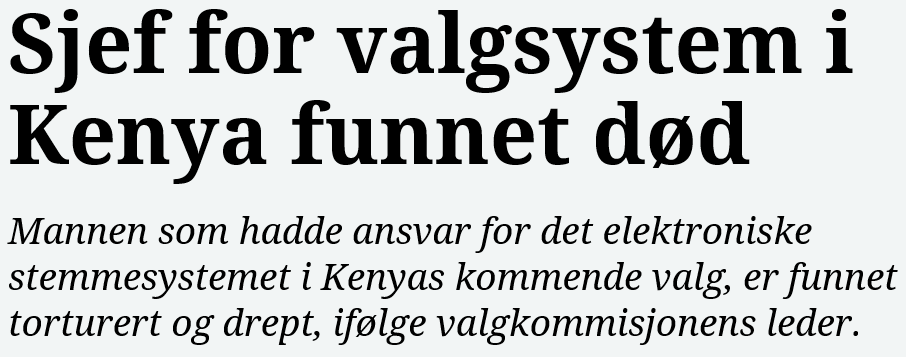 Sjef for valgsystem i
Kenya funnet død
Mannen som hadde ansvar for det elektroniske
stemmesystemet i Kenyas kommende valg, er funnet
torturert og drept, ifølge valgkommisjonens leder.